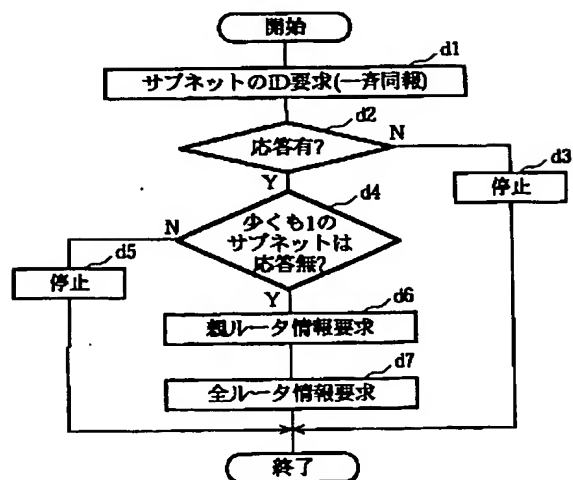 開始
d1
サブネットのID要求(一斉同報)
d2
応答有?
N
d3
停止
Y
d4
少くも1の
サブネットは
応答無?
N
d5
停止
Y
d6
親ルータ情報要求
d7
全ルータ情報要求
終了